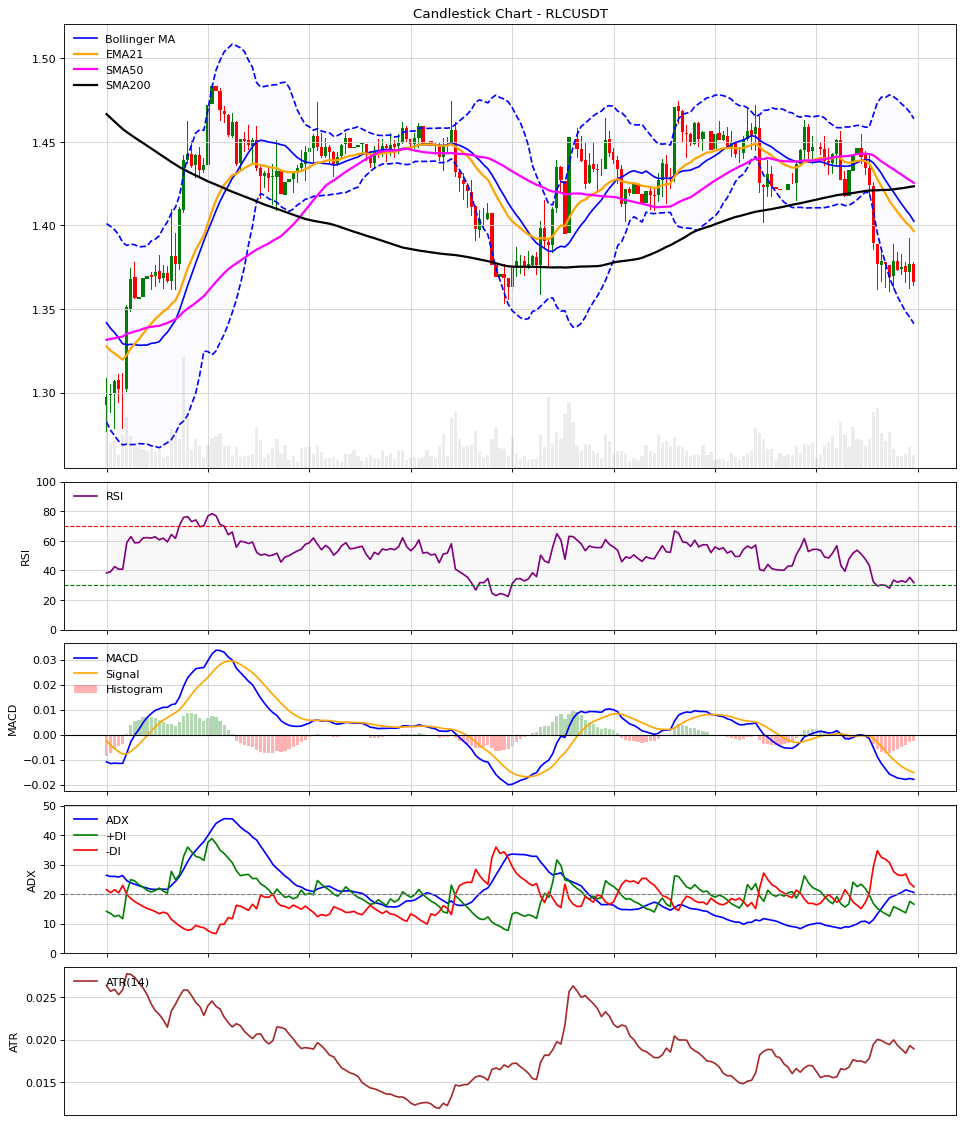 Candlestick Chart - RLCUSDT
Bollinger MA
EMA21
SMA50
SMA200
1.50
1.45
1.40
1.35
1.30
RSI
100
80
60
40
20
0
RSI
MACD
Signal
Histogram
0.03
0.02
0.01
0.00
−0.01
−0.02
MACD
ADX
+DI
-DI
50
40
30
20
10
0
ADX
ATR(14)
0.025
0.020
0.015
ATR